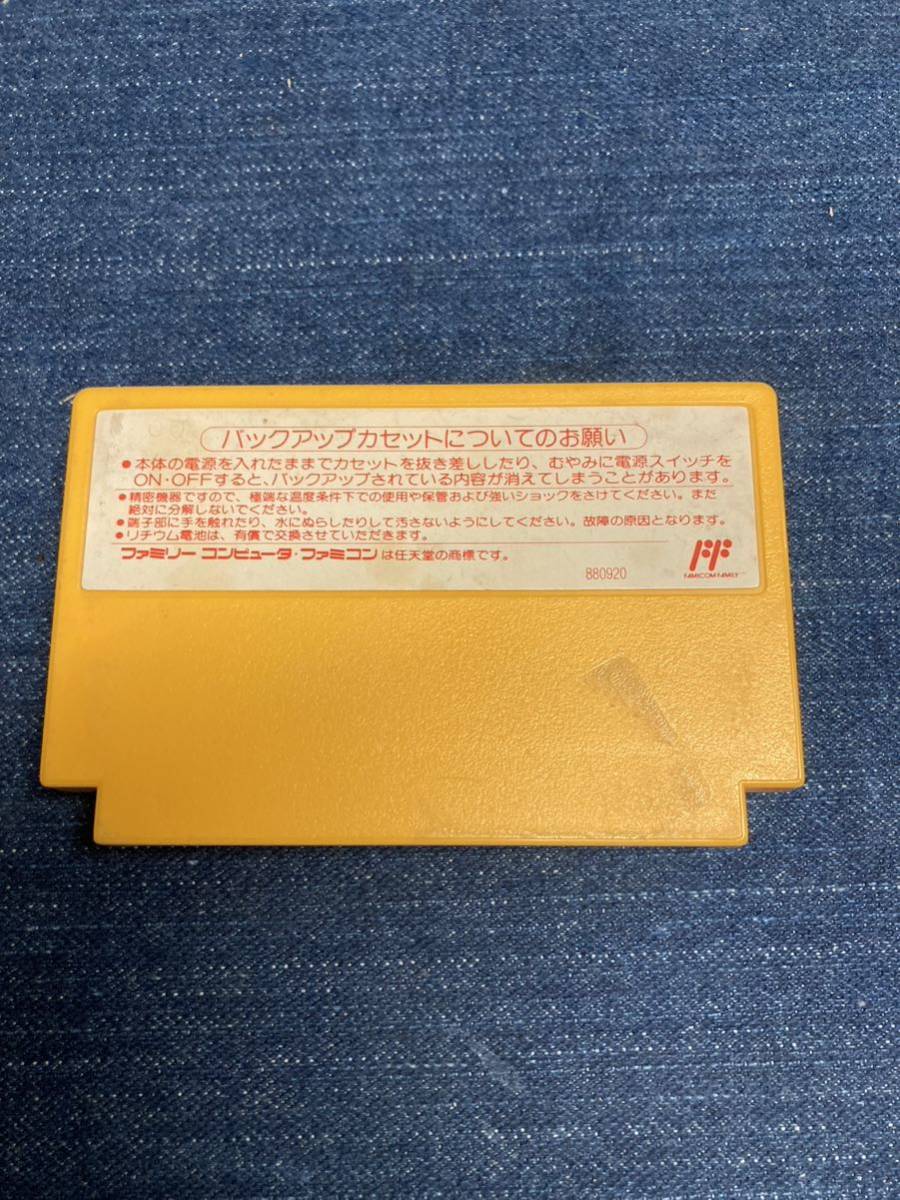 バックアップカセットについてのお願い
●本体の電源を入れたままでカセットを抜き差ししたり、むやみに電源スイッチを
ON・OFFすると、バックアップされている内容が消えてしまうことがあります。
●精密機器ですので、極端な温度条件下での使用や保管および強いショックをさけてください。また
絶対に分解しないでください。
●端子部に手を触れたり、水にぬらしたりして汚さないようにしてください。故障の原因となります。
●リチウム電池は、有償で交換させていただきます。
ファミリーコンピュータ・ファミコンは任天堂の商標です。
FAMICOM FAMILY
880920